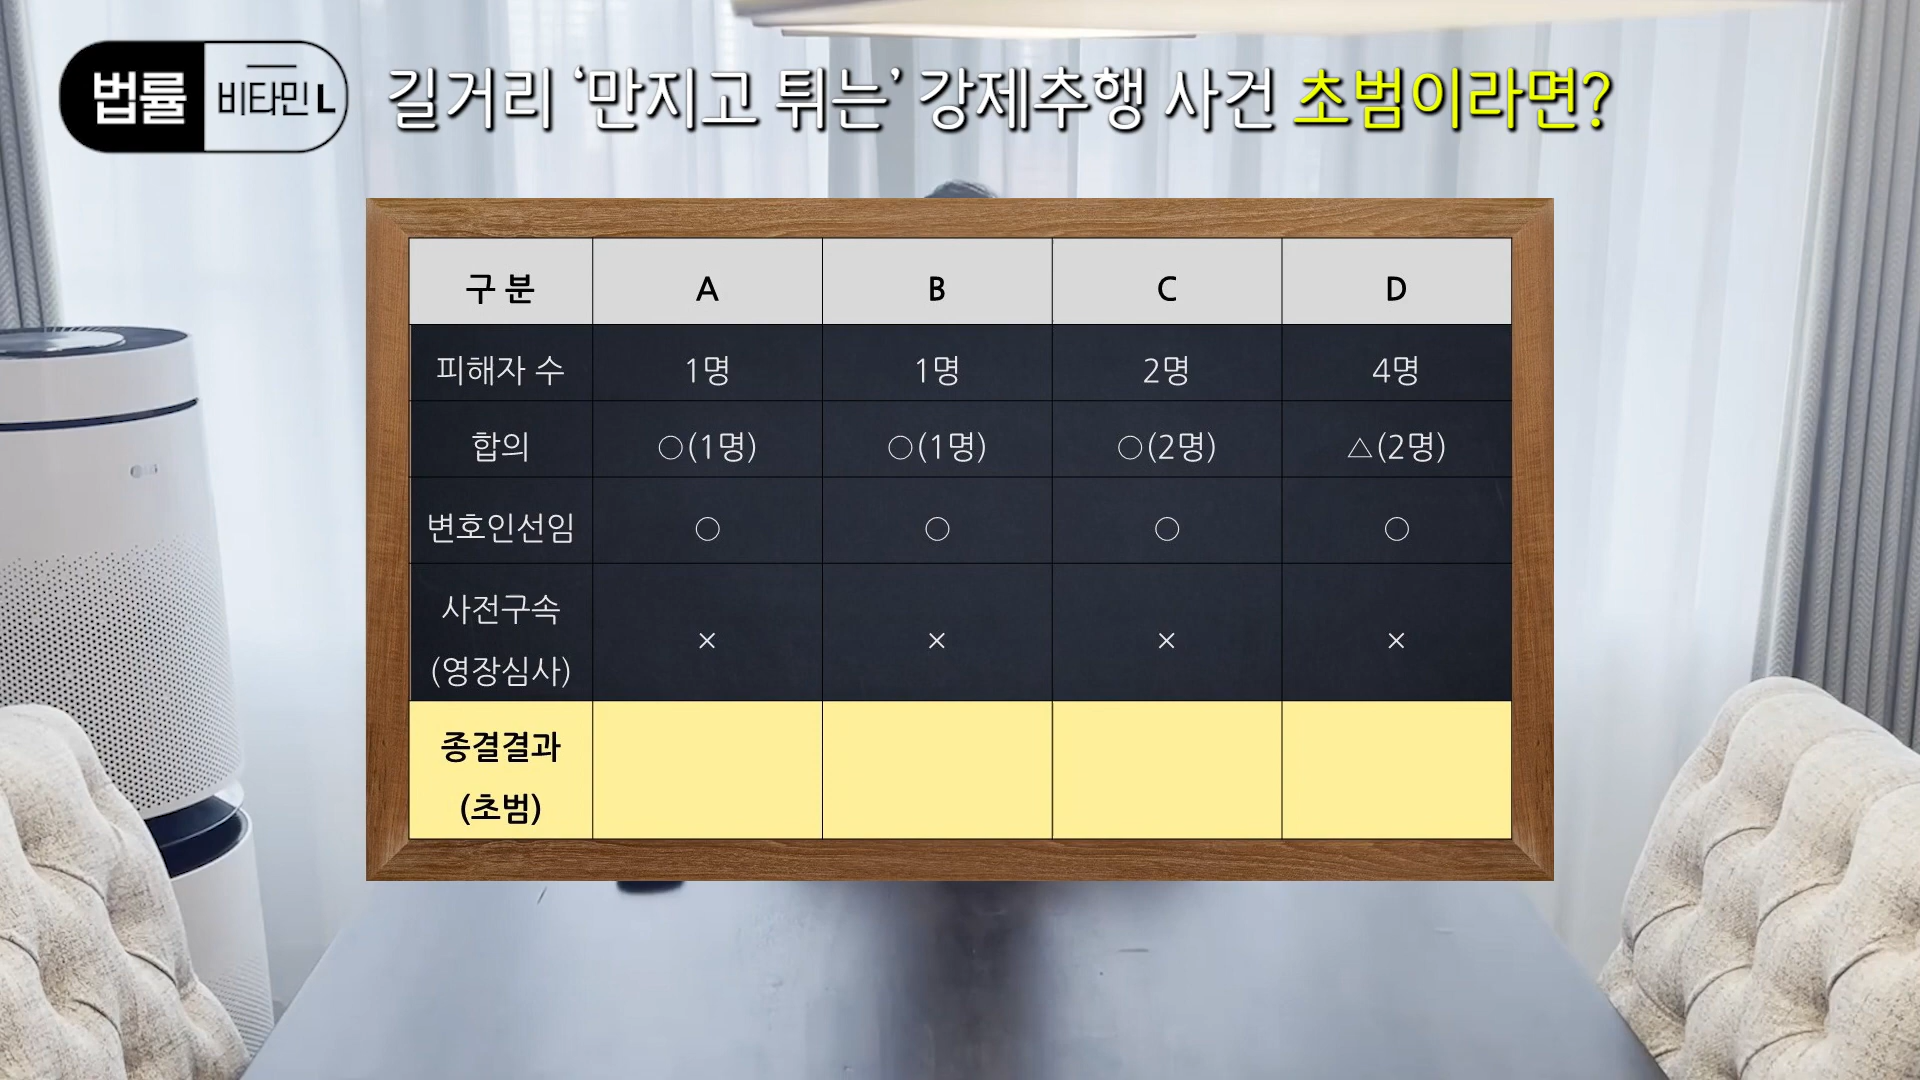 법률 비타민 L
길거리 ‘만지고 튀는’ 강제추행 사건 초범이라면?
구 분 A B C D
피해자 수 1명 1명 2명 4명
합의 ○(1명) ○(1명) ○(2명) △(2명)
변호인선임 ○ ○ ○ ○
사전구속
(영장심사) × × × ×
종결결과
(초범)
LG